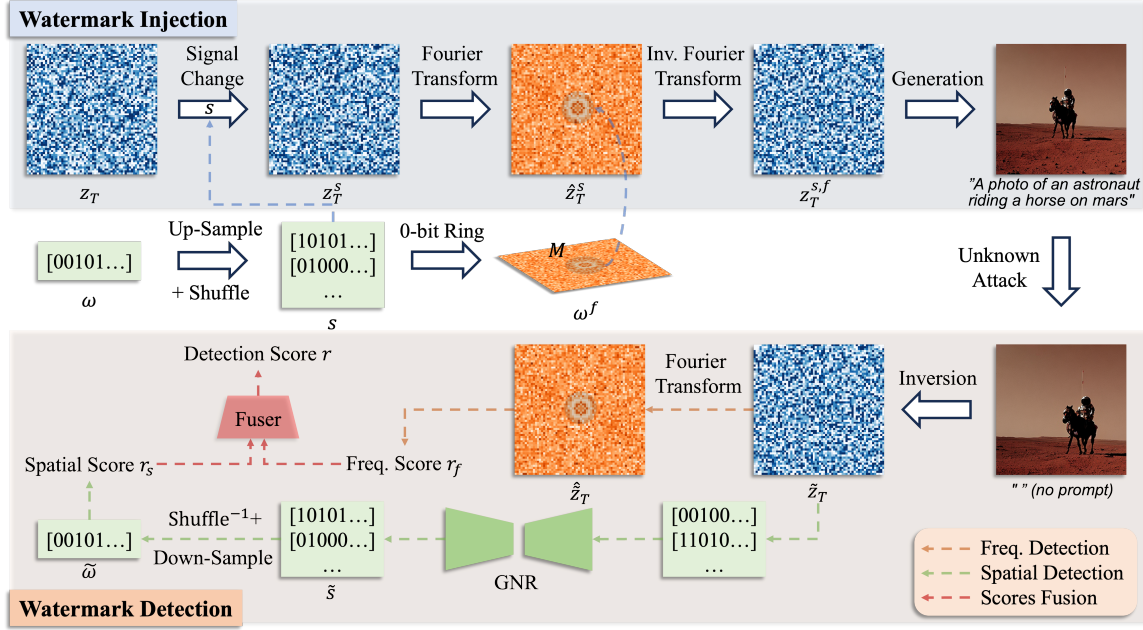 Watermark Injection
Signal
Change
s
Fourier
Transform
Inv. Fourier
Transform
Generation
z_T
z_T^s
ẑ_T^s
z_T^{s,f}
"A photo of an astronaut
riding a horse on mars"
[00101…]
ω
Up-Sample
+ Shuffle
[10101…]
[01000…]
…
s
0-bit Ring
M
ω^f
Unknown
Attack
Detection Score r
Fuser
Spatial Score r_s
Freq. Score r_f
Fourier
Transform
Inversion
z̃̂_T
z̃_T
" " (no prompt)
[00101…]
ω̃
Shuffle⁻¹+
Down-Sample
[10101…]
[01000…]
…
s̃
GNR
[00100…]
[11010…]
…
Freq. Detection
Spatial Detection
Scores Fusion
Watermark Detection